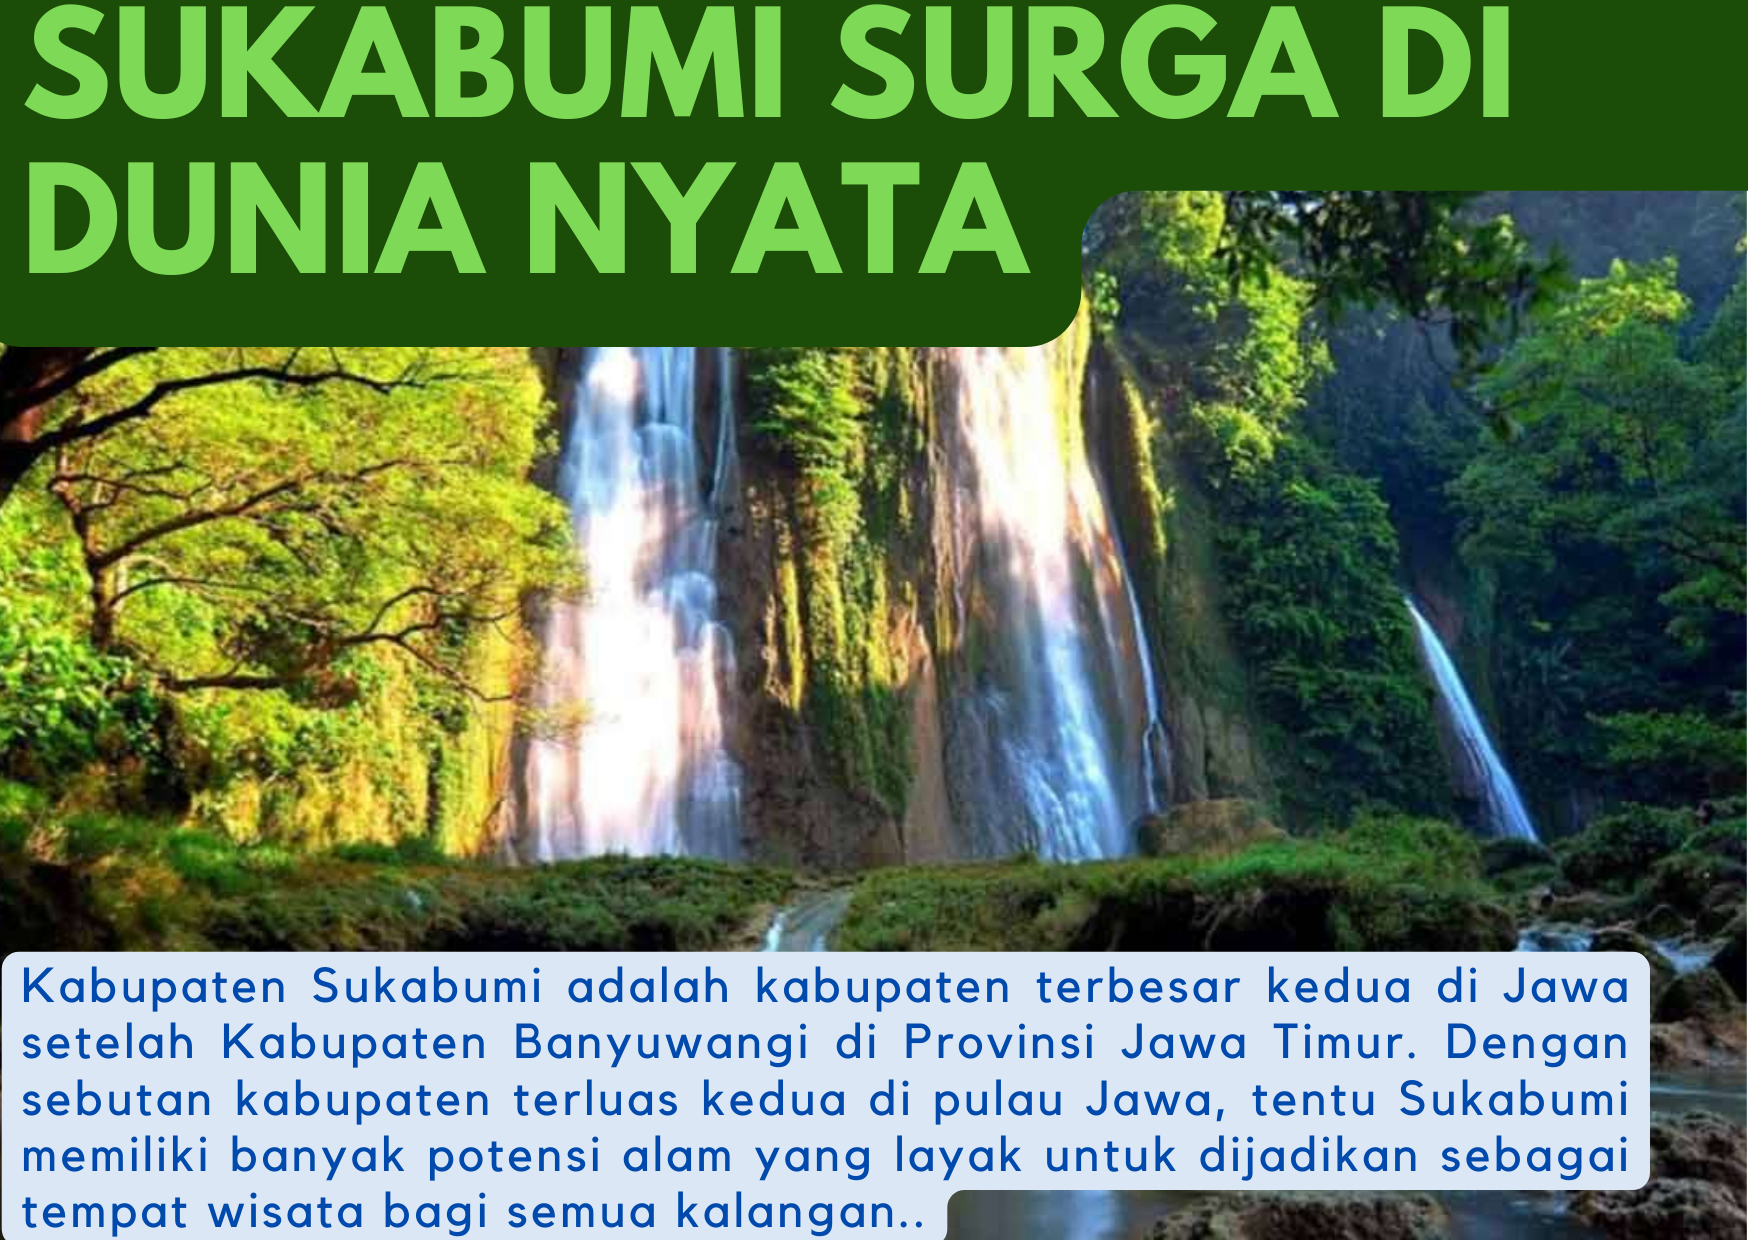 SUKABUMI SURGA DI
DUNIA NYATA
Kabupaten Sukabumi adalah kabupaten terbesar kedua di Jawa
setelah Kabupaten Banyuwangi di Provinsi Jawa Timur. Dengan
sebutan kabupaten terluas kedua di pulau Jawa, tentu Sukabumi
memiliki banyak potensi alam yang layak untuk dijadikan sebagai
tempat wisata bagi semua kalangan..